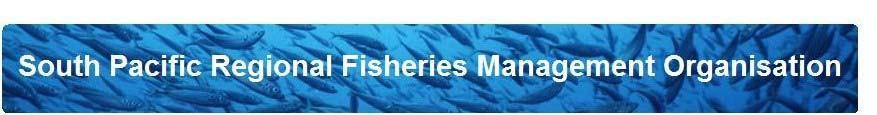 South Pacific Regional Fisheries Management Organisation